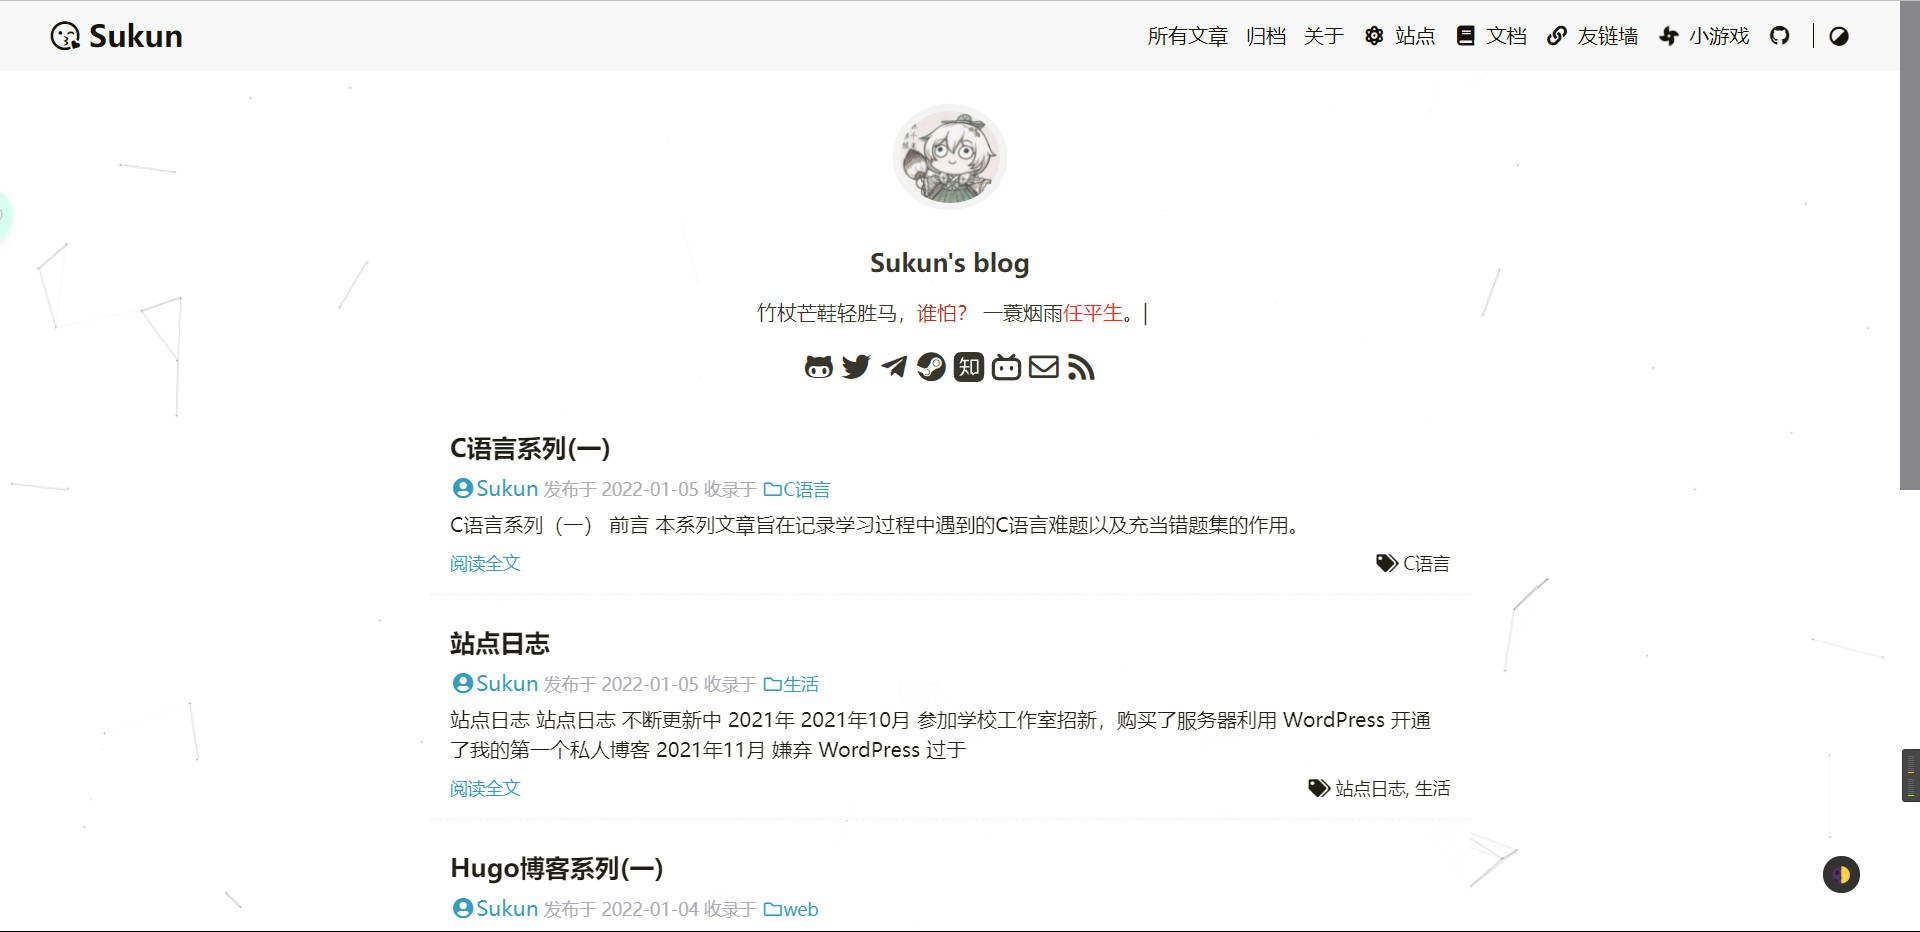 Sukun
所有文章 归档 关于 站点 文档 友链墙 小游戏
Sukun's blog
竹杖芒鞋轻胜马，谁怕？ 一蓑烟雨任平生。|
知
C语言系列(一)
Sukun 发布于 2022-01-05 收录于 C语言
C语言系列（一） 前言 本系列文章旨在记录学习过程中遇到的C语言难题以及充当错题集的作用。
阅读全文 C语言
站点日志
Sukun 发布于 2022-01-05 收录于 生活
站点日志 站点日志 不断更新中 2021年 2021年10月 参加学校工作室招新，购买了服务器利用 WordPress 开通
了我的第一个私人博客 2021年11月 嫌弃 WordPress 过于
阅读全文 站点日志, 生活
Hugo博客系列(一)
Sukun 发布于 2022-01-04 收录于 web